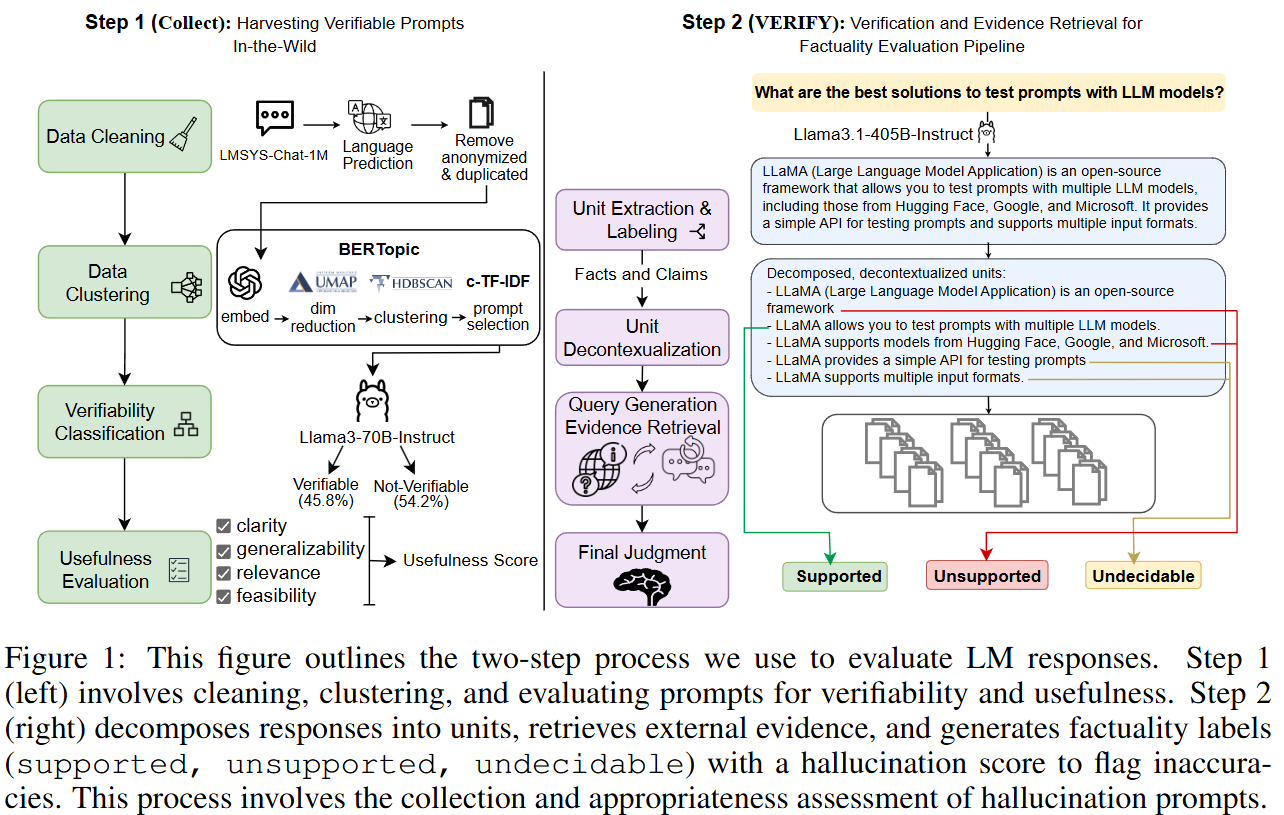 Step 1 (Collect): Harvesting Verifiable Prompts
In-the-Wild
Data Cleaning
LMSYS-Chat-1M
Language
Prediction
Remove
anonymized
& duplicated
Data
Clustering
BERTopic
UMAP
HDBSCAN
c-TF-IDF
embed
dim
reduction
clustering
prompt
selection
Verifiability
Classification
Llama3-70B-Instruct
Verifiable
(45.8%)
Not-Verifiable
(54.2%)
Usefulness
Evaluation
clarity
generalizability
relevance
feasibility
Usefulness Score
Step 2 (VERIFY): Verification and Evidence Retrieval for
Factuality Evaluation Pipeline
Unit Extraction &
Labeling
Facts and Claims
Unit
Decontexualization
Query Generation
Evidence Retrieval
Final Judgment
What are the best solutions to test prompts with LLM models?
Llama3.1-405B-Instruct
LLaMA (Large Language Model Application) is an open-source
framework that allows you to test prompts with multiple LLM models,
including those from Hugging Face, Google, and Microsoft. It provides
a simple API for testing prompts and supports multiple input formats.
Decomposed, decontextualized units:
- LLaMA (Large Language Model Application) is an open-source
framework
- LLaMA allows you to test prompts with multiple LLM models.
- LLaMA supports models from Hugging Face, Google, and Microsoft.
- LLaMA provides a simple API for testing prompts
- LLaMA supports multiple input formats.
Supported
Unsupported
Undecidable
Figure 1: This figure outlines the two-step process we use to evaluate LM responses. Step 1
(left) involves cleaning, clustering, and evaluating prompts for verifiability and usefulness. Step 2
(right) decomposes responses into units, retrieves external evidence, and generates factuality labels
(supported, unsupported, undecidable) with a hallucination score to flag inaccura-
cies. This process involves the collection and appropriateness assessment of hallucination prompts.